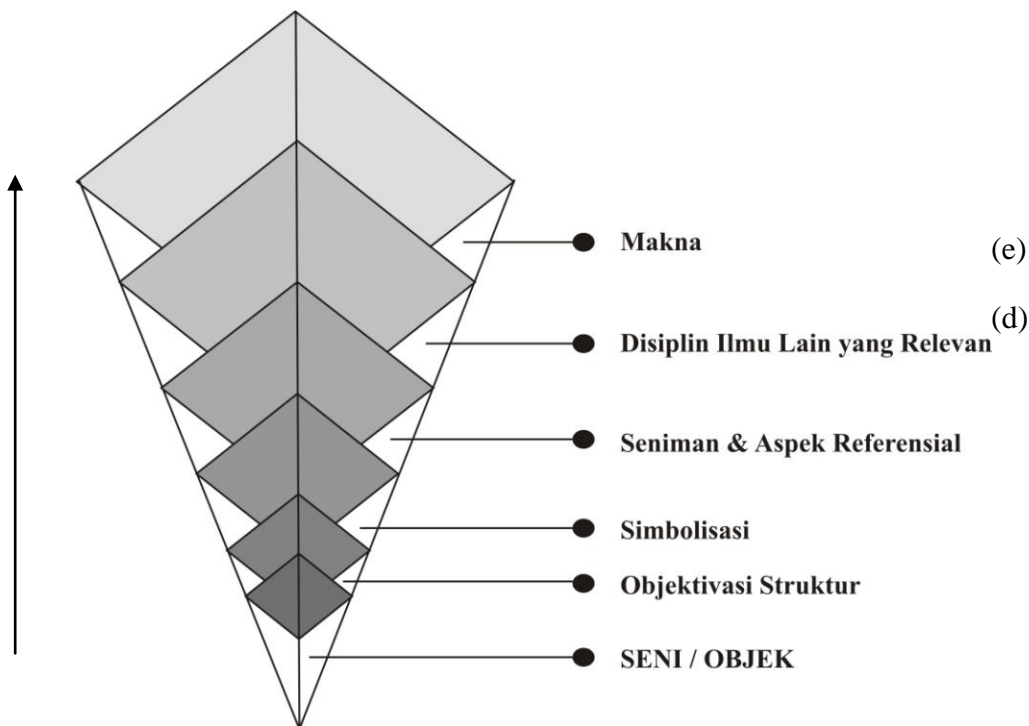 Makna (e)
(d)
Disiplin Ilmu Lain yang Relevan
Seniman & Aspek Referensial
Simbolisasi
Objektivasi Struktur
SENI / OBJEK